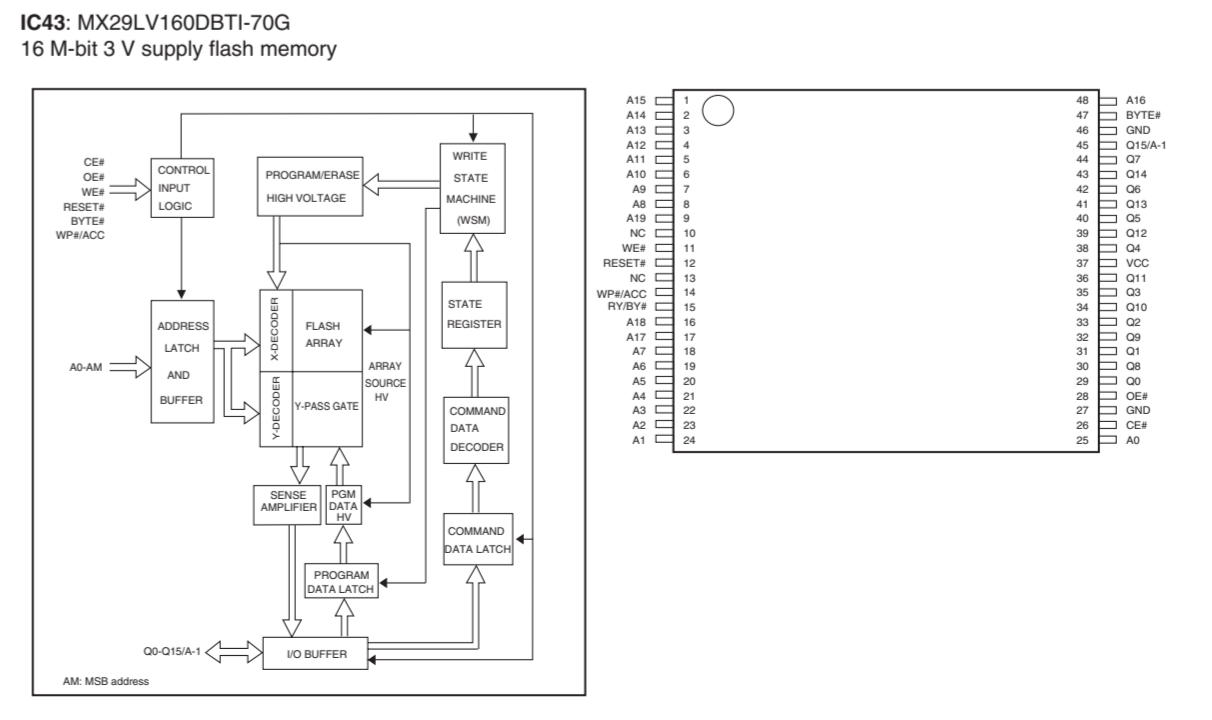 IC43: MX29LV160DBTI-70G
16 M-bit 3 V supply flash memory
CE#
OE#
WE#
RESET#
BYTE#
WP#/ACC
CONTROL
INPUT
LOGIC
PROGRAM/ERASE
HIGH VOLTAGE
WRITE
STATE
MACHINE
(WSM)
STATE
REGISTER
A0-AM
ADDRESS
LATCH
AND
BUFFER
X-DECODER
FLASH
ARRAY
Y-DECODER
Y-PASS GATE
ARRAY
SOURCE
HV
COMMAND
DATA
DECODER
SENSE
AMPLIFIER
PGM
DATA
HV
COMMAND
DATA LATCH
PROGRAM
DATA LATCH
Q0-Q15/A-1
I/O BUFFER
AM: MSB address
A15 1 48 A16
A14 2 47 BYTE#
A13 3 46 GND
A12 4 45 Q15/A-1
A11 5 44 Q7
A10 6 43 Q14
A9 7 42 Q6
A8 8 41 Q13
A19 9 40 Q5
NC 10 39 Q12
WE# 11 38 Q4
RESET# 12 37 VCC
NC 13 36 Q11
WP#/ACC 14 35 Q3
RY/BY# 15 34 Q10
A18 16 33 Q2
A17 17 32 Q9
A7 18 31 Q1
A6 19 30 Q8
A5 20 29 Q0
A4 21 28 OE#
A3 22 27 GND
A2 23 26 CE#
A1 24 25 A0